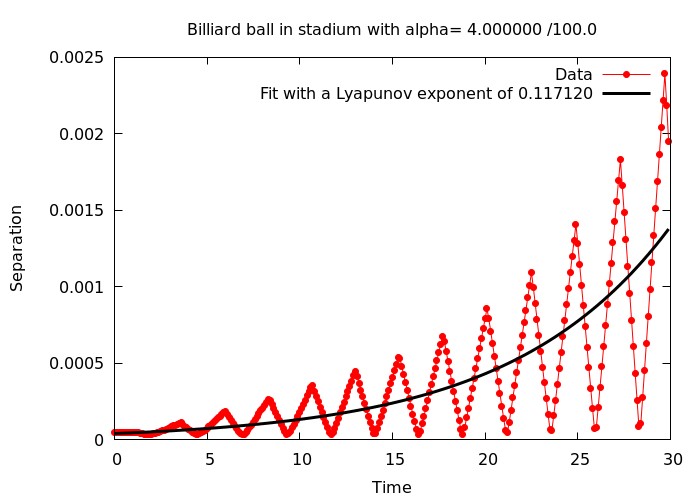 Billiard ball in stadium with alpha= 4.000000 /100.0
0.0025
0.002
0.0015
0.001
0.0005
0
Separation
Data
Fit with a Lyapunov exponent of 0.117120
0 5 10 15 20 25 30
Time